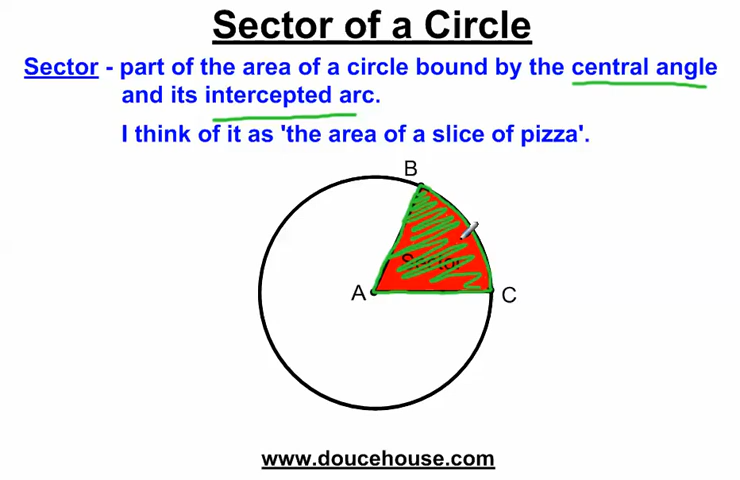 Sector of a Circle
Sector - part of the area of a circle bound by the central angle
and its intercepted arc.
I think of it as 'the area of a slice of pizza'.
B
Sector
A
C
www.doucehouse.com